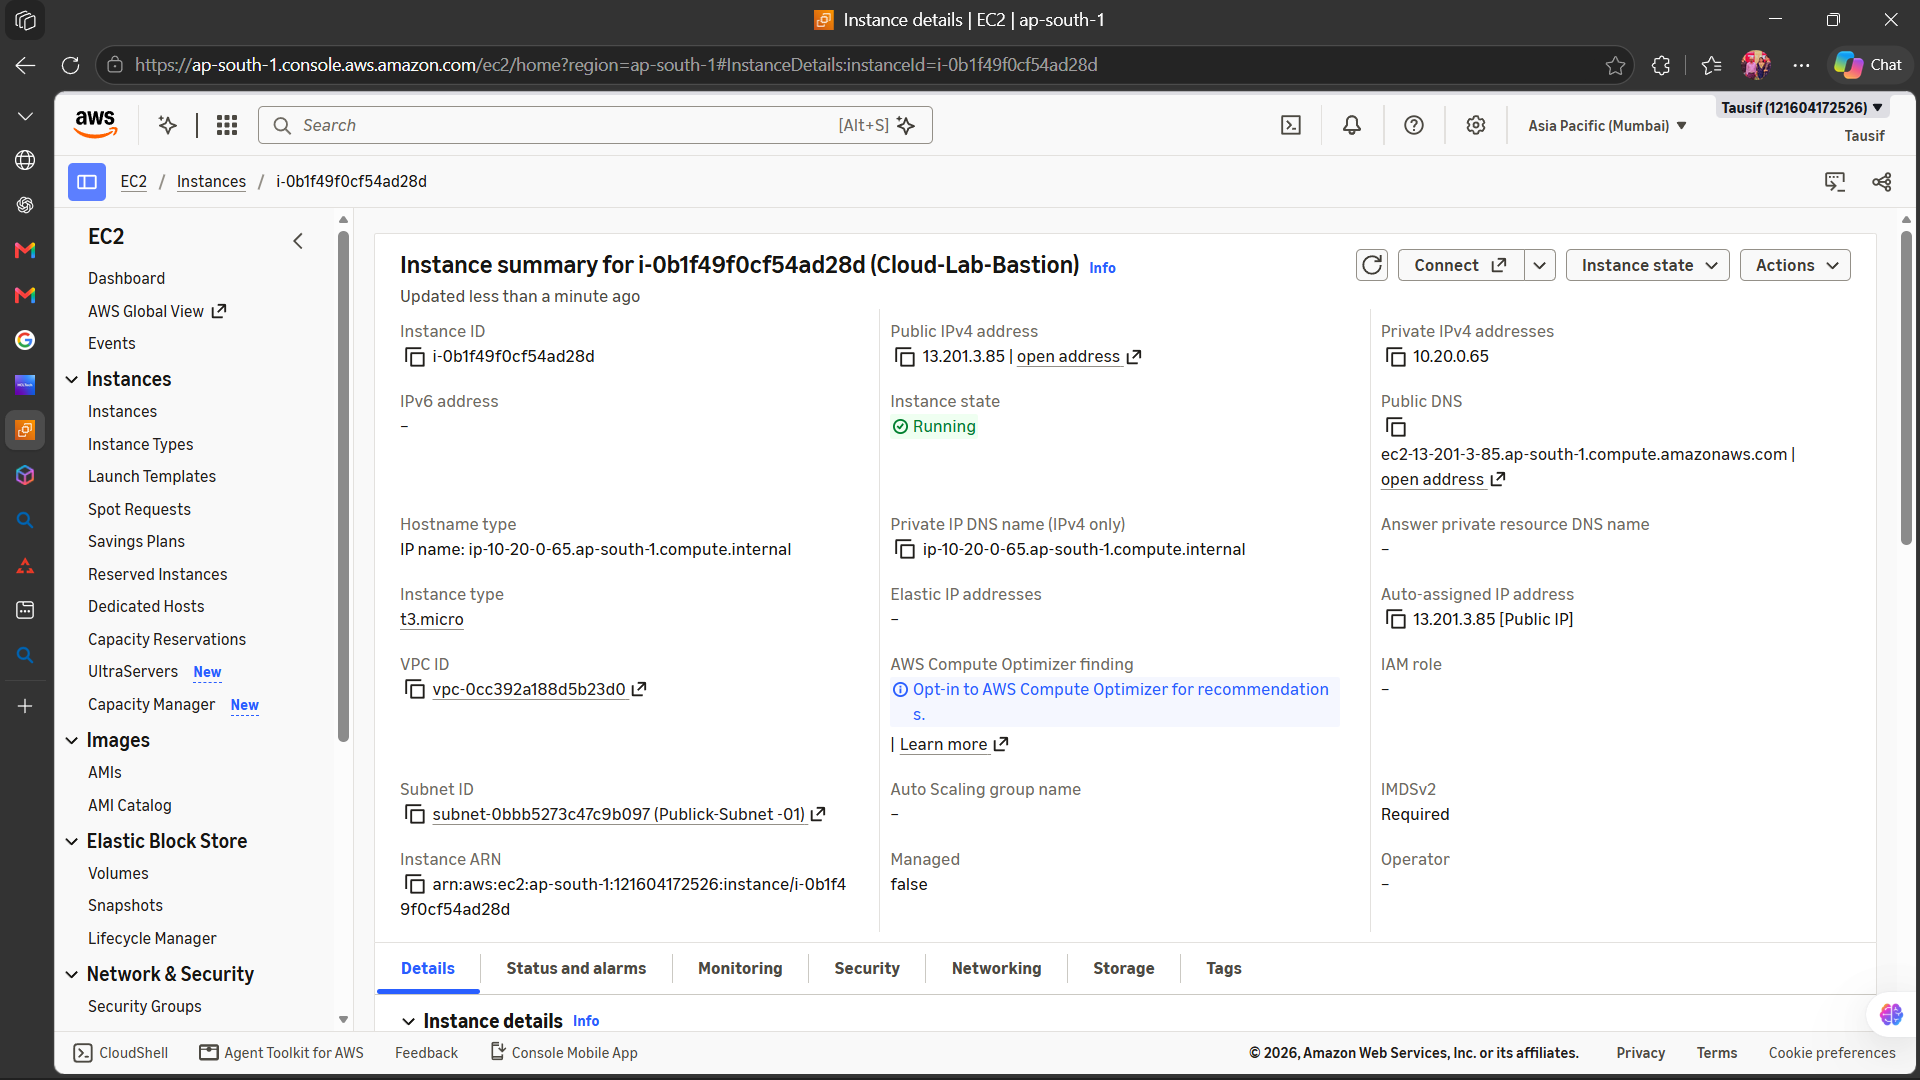 Instance details | EC2 | ap-south-1
https://ap-south-1.console.aws.amazon.com/ec2/home?region=ap-south-1#InstanceDetails:instanceId=i-0b1f49f0cf54ad28d
Chat
aws
Search
[Alt+S]
Asia Pacific (Mumbai)
Tausif (121604172526)
Tausif
EC2 / Instances / i-0b1f49f0cf54ad28d
EC2
Dashboard
AWS Global View
Events
Instances
Instances
Instance Types
Launch Templates
Spot Requests
Savings Plans
Reserved Instances
Dedicated Hosts
Capacity Reservations
UltraServers New
Capacity Manager New
Images
AMIs
AMI Catalog
Elastic Block Store
Volumes
Snapshots
Lifecycle Manager
Network & Security
Security Groups
Instance summary for i-0b1f49f0cf54ad28d (Cloud-Lab-Bastion) Info
Updated less than a minute ago
Connect
Instance state
Actions
Instance ID
i-0b1f49f0cf54ad28d
Public IPv4 address
13.201.3.85 | open address
Private IPv4 addresses
10.20.0.65
IPv6 address
–
Instance state
Running
Public DNS
ec2-13-201-3-85.ap-south-1.compute.amazonaws.com |
open address
Hostname type
IP name: ip-10-20-0-65.ap-south-1.compute.internal
Private IP DNS name (IPv4 only)
ip-10-20-0-65.ap-south-1.compute.internal
Answer private resource DNS name
–
Instance type
t3.micro
Elastic IP addresses
–
Auto-assigned IP address
13.201.3.85 [Public IP]
VPC ID
vpc-0cc392a188d5b23d0
AWS Compute Optimizer finding
Opt-in to AWS Compute Optimizer for recommendation
s.
| Learn more
IAM role
–
Subnet ID
subnet-0bbb5273c47c9b097 (Publick-Subnet -01)
Auto Scaling group name
–
IMDSv2
Required
Instance ARN
arn:aws:ec2:ap-south-1:121604172526:instance/i-0b1f4
9f0cf54ad28d
Managed
false
Operator
–
Details
Status and alarms
Monitoring
Security
Networking
Storage
Tags
Instance details Info
CloudShell
Agent Toolkit for AWS
Feedback
Console Mobile App
© 2026, Amazon Web Services, Inc. or its affiliates.
Privacy
Terms
Cookie preferences